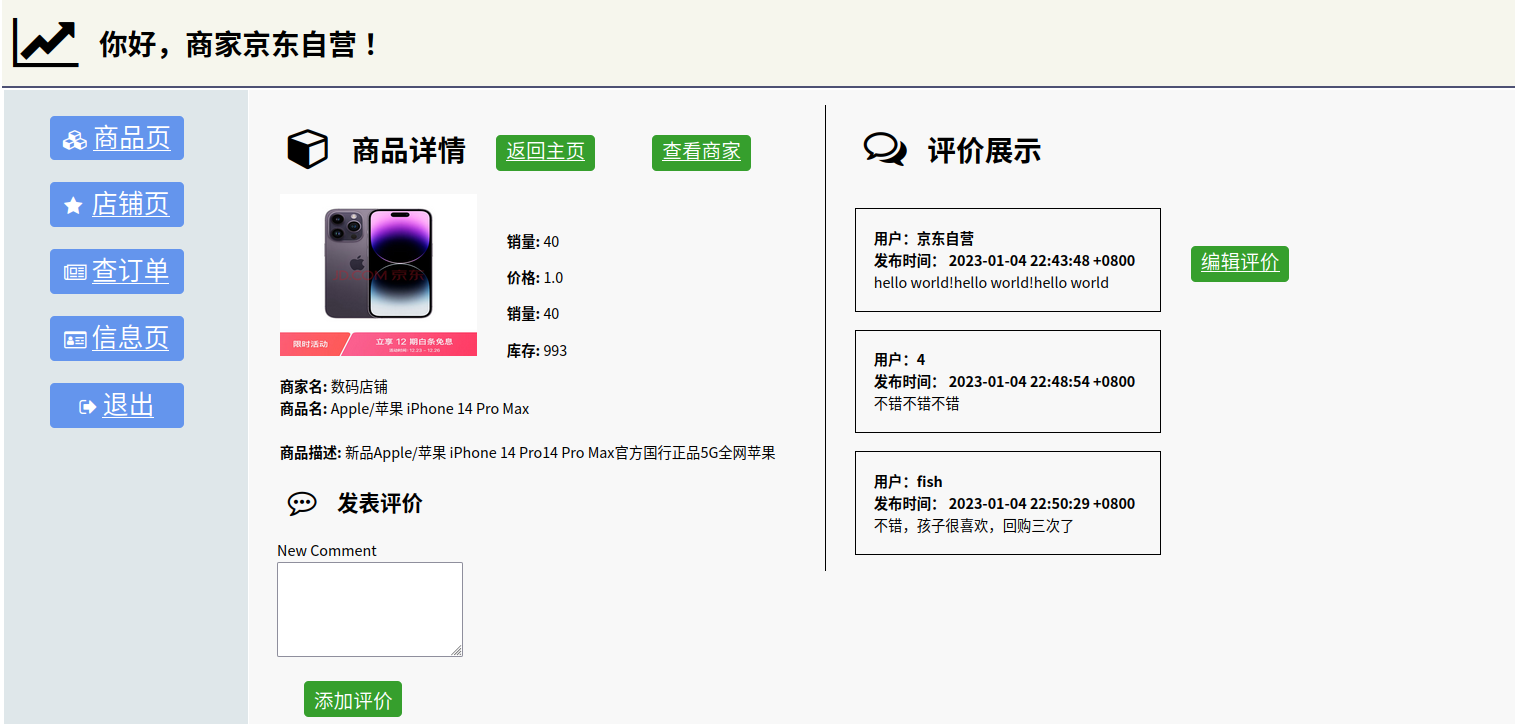 你好，商家京东自营！
商品页
店铺页
查订单
信息页
退出
商品详情
返回主页
查看商家
限时活动
立享 12 期白条免息
销量: 40
价格: 1.0
销量: 40
库存: 993
商家名: 数码店铺
商品名: Apple/苹果 iPhone 14 Pro Max
商品描述: 新品Apple/苹果 iPhone 14 Pro14 Pro Max官方国行正品5G全网苹果
发表评价
New Comment
添加评价
评价展示
用户：京东自营
发布时间： 2023-01-04 22:43:48 +0800
hello world!hello world!hello world
编辑评价
用户：4
发布时间： 2023-01-04 22:48:54 +0800
不错不错不错
用户：fish
发布时间： 2023-01-04 22:50:29 +0800
不错，孩子很喜欢，回购三次了